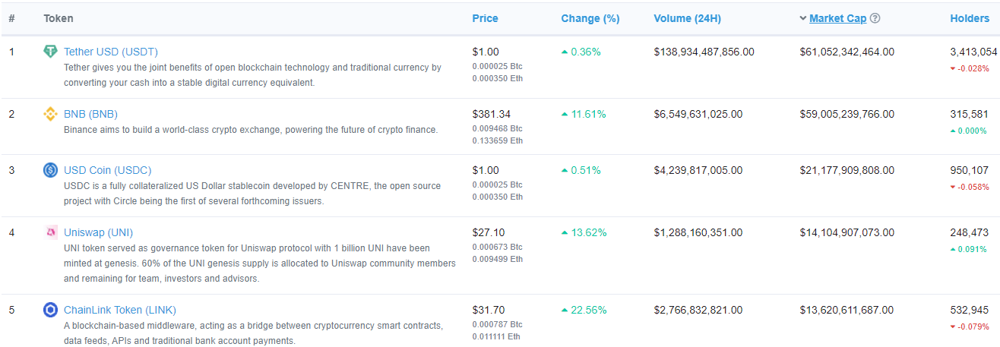 # Token Price Change (%) Volume (24H) Market Cap Holders
1 Tether USD (USDT) $1.00 0.36% $138,934,487,856.00 $61,052,342,464.00 3,413,054
Tether gives you the joint benefits of open blockchain technology and traditional currency by 0.000025 Btc -0.028%
converting your cash into a stable digital currency equivalent. 0.000350 Eth
2 BNB (BNB) $381.34 11.61% $6,549,631,025.00 $59,005,239,766.00 315,581
Binance aims to build a world-class crypto exchange, powering the future of crypto finance. 0.009468 Btc 0.000%
0.133659 Eth
3 USD Coin (USDC) $1.00 0.51% $4,239,817,005.00 $21,177,909,808.00 950,107
USDC is a fully collateralized US Dollar stablecoin developed by CENTRE, the open source 0.000025 Btc -0.058%
project with Circle being the first of several forthcoming issuers. 0.000350 Eth
4 Uniswap (UNI) $27.10 13.62% $1,288,160,351.00 $14,104,907,073.00 248,473
UNI token served as governance token for Uniswap protocol with 1 billion UNI have been 0.000673 Btc 0.091%
minted at genesis. 60% of the UNI genesis supply is allocated to Uniswap community members 0.009499 Eth
and remaining for team, investors and advisors.
5 ChainLink Token (LINK) $31.70 22.56% $2,766,832,821.00 $13,620,611,687.00 532,945
A blockchain-based middleware, acting as a bridge between cryptocurrency smart contracts, 0.000787 Btc -0.079%
data feeds, APIs and traditional bank account payments. 0.011111 Eth